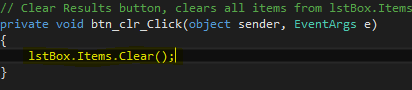 // Clear Results button, clears all items from lstBox.Items
private void btn_clr_Click(object sender, EventArgs e)
{
    lstBox.Items.Clear();
}